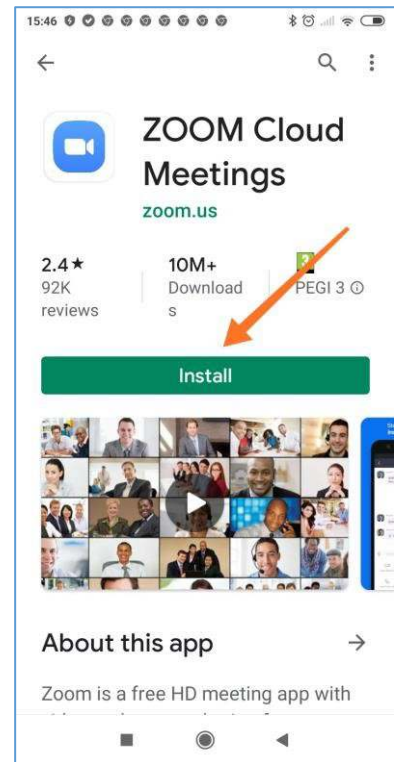 15:46
ZOOM Cloud
Meetings
zoom.us
2.4★
92K
reviews
10M+
Download
s
3
PEGI 3
Install
About this app
Zoom is a free HD meeting app with